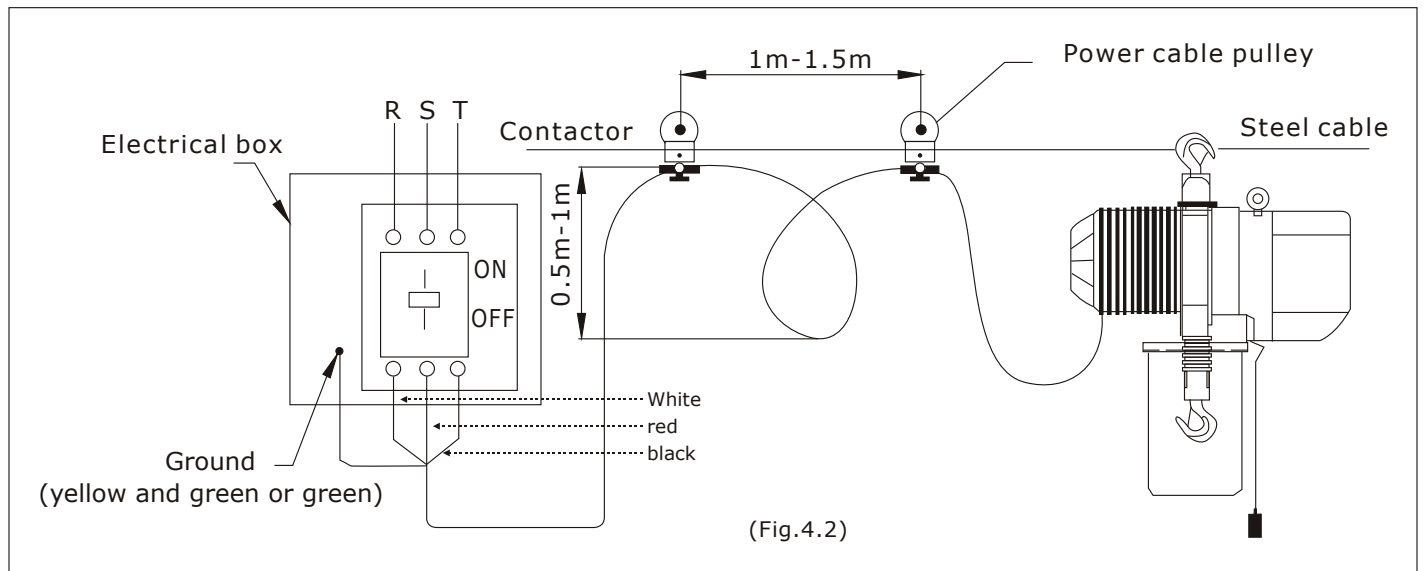 1m-1.5m
Power cable pulley
R S T
Contactor
Steel cable
Electrical box
0.5m-1m
ON
OFF
White
red
black
Ground
(yellow and green or green)
(Fig.4.2)